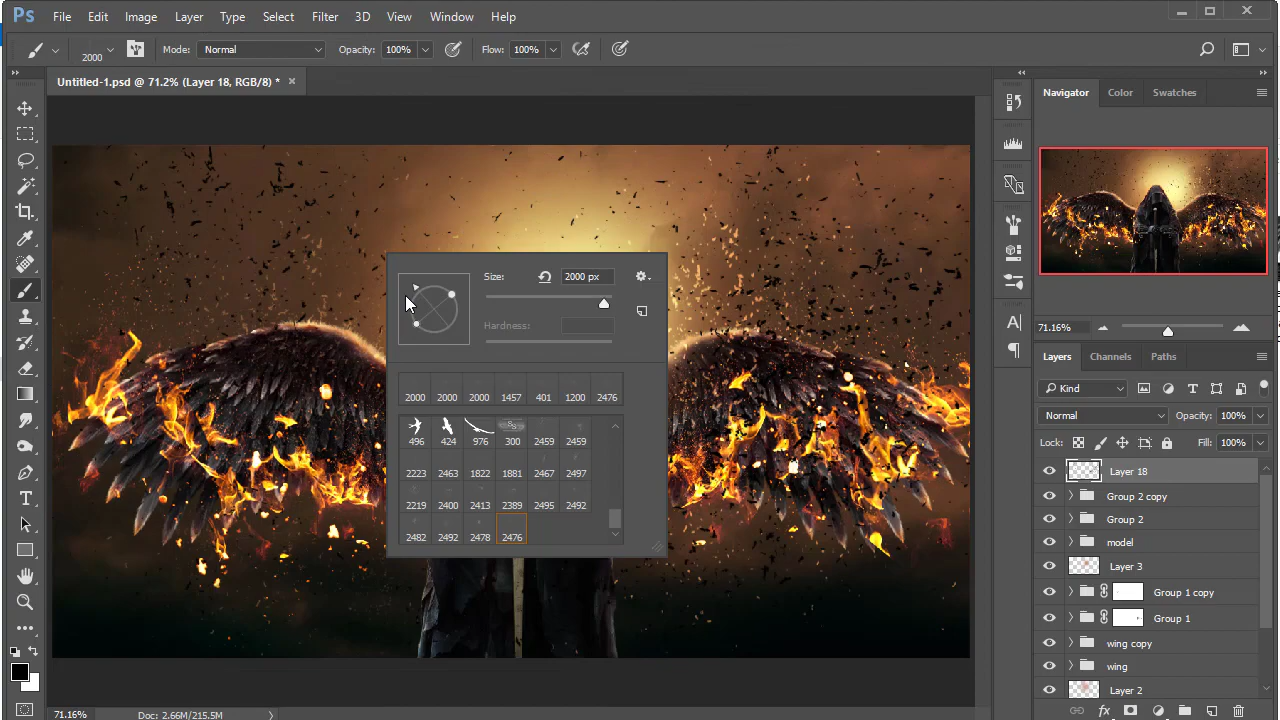 Ps File Edit Image Layer Type Select Filter 3D View Window Help
2000 Mode: Normal Opacity: 100% Flow: 100%
Untitled-1.psd @ 71.2% (Layer 18, RGB/8) * ×
Navigator Color Swatches
Size: 2000 px
Hardness:
2000 2000 2000 1457 401 1200 2476
496 424 976 300 2459 2459
2223 2463 1822 1881 2467 2497
2219 2400 2413 2389 2495 2492
2482 2492 2478 2476
71.16%
Layers Channels Paths
Kind
Normal Opacity: 100%
Lock: Fill: 100%
Layer 18
Group 2 copy
Group 2
model
Layer 3
Group 1 copy
Group 1
wing copy
wing
Layer 2
71.16% Doc: 2.66M/215.5M